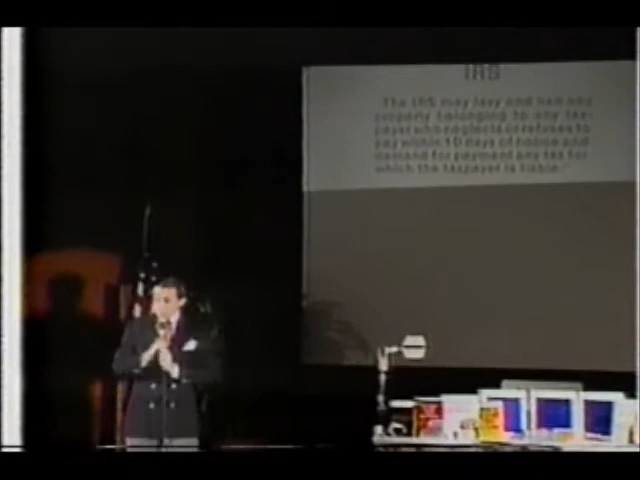 IRS
The IRS may levy and sell any
property belonging to any tax-
payer who neglects or refuses to
pay within 10 days of notice and
demand for payment any tax for
which the taxpayer is liable."